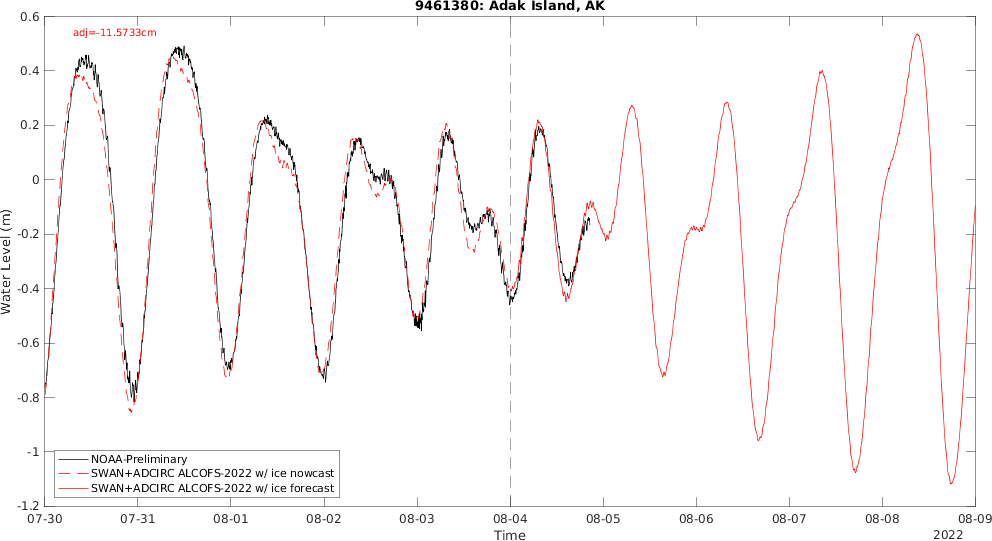 9461380: Adak Island, AK
adj=-11.5733cm
0.6
0.4
0.2
0
-0.2
-0.4
-0.6
-0.8
-1
-1.2
Water Level (m)
NOAA-Preliminary
SWAN+ADCIRC ALCOFS-2022 w/ ice nowcast
SWAN+ADCIRC ALCOFS-2022 w/ ice forecast
07-30 07-31 08-01 08-02 08-03 08-04 08-05 08-06 08-07 08-08 08-09
Time
2022